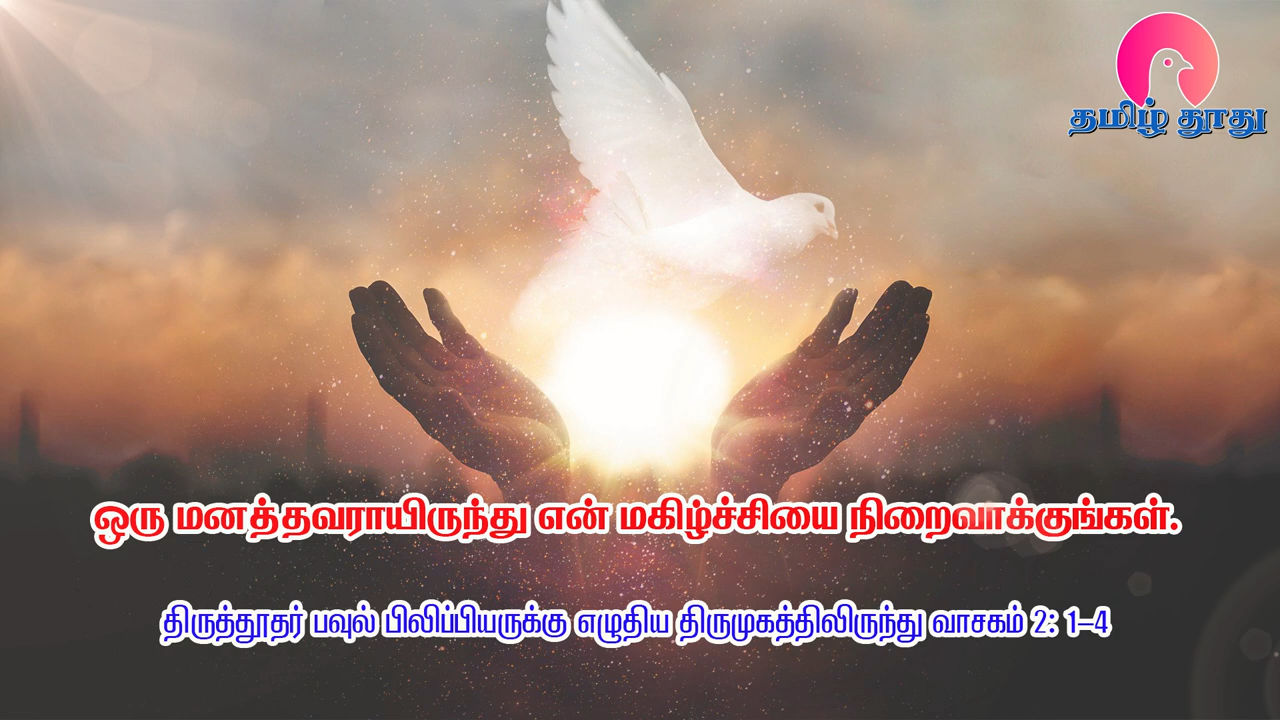 தமிழ் தூது
ஒரு மனத்தவராயிருந்து என் மகிழ்ச்சியை நிறைவாக்குங்கள்.
திருத்தூதர் பவுல் பிலிப்பியருக்கு எழுதிய திருமுகத்திலிருந்து வாசகம் 2: 1-4